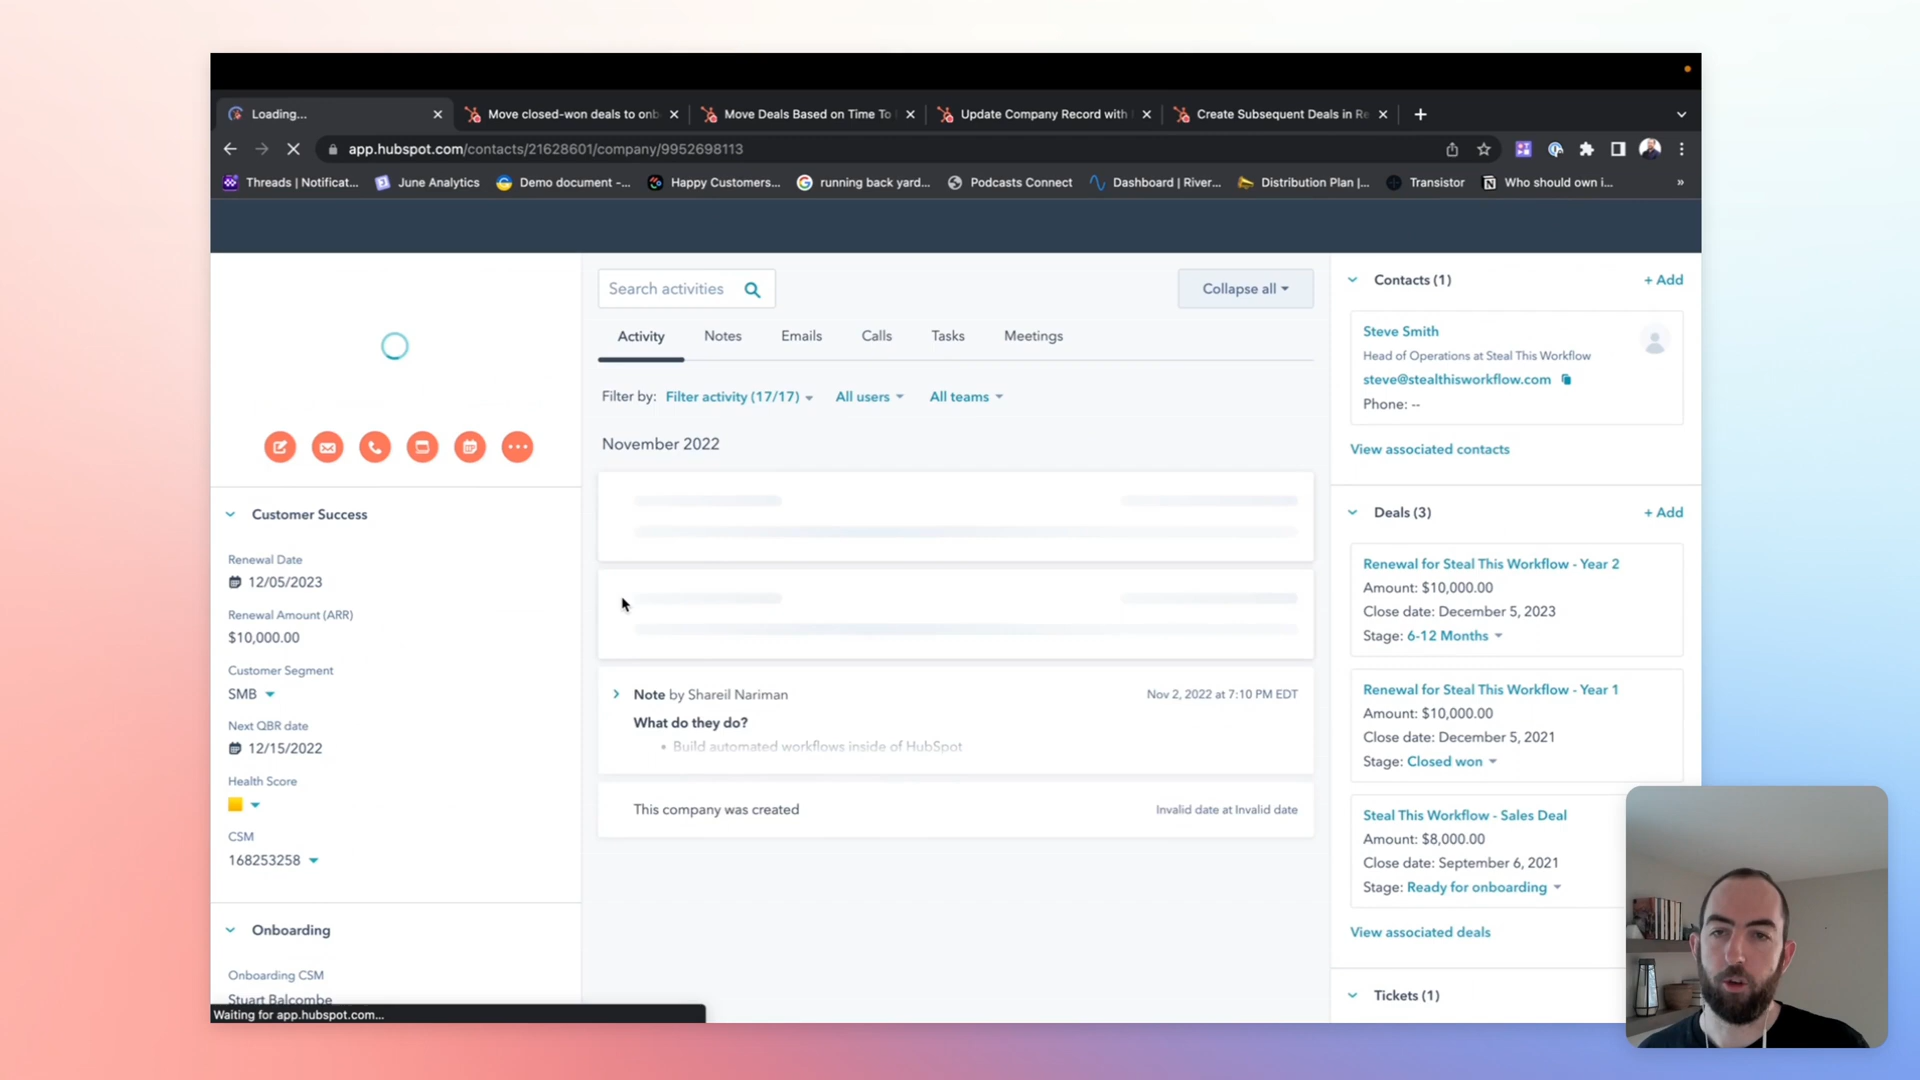 Loading...
Move closed-won deals to onb
Move Deals Based on Time To
Update Company Record with
Create Subsequent Deals in Re
app.hubspot.com/contacts/21628601/company/9952698113
Threads | Notificat...
June Analytics
Demo document -...
Happy Customers...
running back yard...
Podcasts Connect
Dashboard | River...
Distribution Plan |...
Transistor
Who should own i...
»
Search activities
Collapse all
Activity
Notes
Emails
Calls
Tasks
Meetings
Filter by:
Filter activity (17/17)
All users
All teams
November 2022
Note by Shareil Nariman
Nov 2, 2022 at 7:10 PM EDT
What do they do?
• Build automated workflows inside of HubSpot
This company was created
Invalid date at Invalid date
Customer Success
Renewal Date
12/05/2023
Renewal Amount (ARR)
$10,000.00
Customer Segment
SMB
Next QBR date
12/15/2022
Health Score
CSM
168253258
Onboarding
Onboarding CSM
Stuart Balcombe
Waiting for app.hubspot.com...
Contacts (1)
+ Add
Steve Smith
Head of Operations at Steal This Workflow
steve@stealthisworkflow.com
Phone: --
View associated contacts
Deals (3)
+ Add
Renewal for Steal This Workflow - Year 2
Amount: $10,000.00
Close date: December 5, 2023
Stage: 6-12 Months
Renewal for Steal This Workflow - Year 1
Amount: $10,000.00
Close date: December 5, 2021
Stage: Closed won
Steal This Workflow - Sales Deal
Amount: $8,000.00
Close date: September 6, 2021
Stage: Ready for onboarding
View associated deals
Tickets (1)